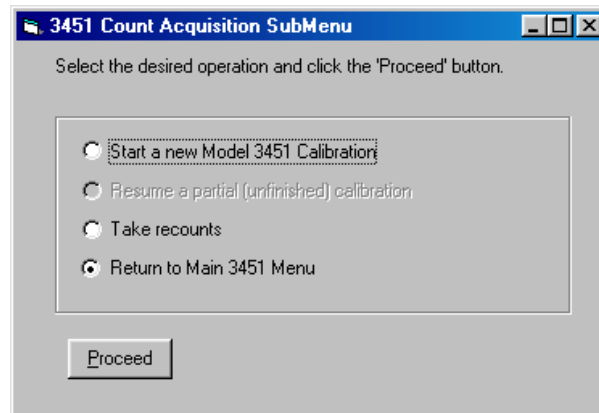 3451 Count Acquisition SubMenu
Select the desired operation and click the 'Proceed' button.
Start a new Model 3451 Calibration
Resume a partial (unfinished) calibration
Take recounts
Return to Main 3451 Menu
Proceed